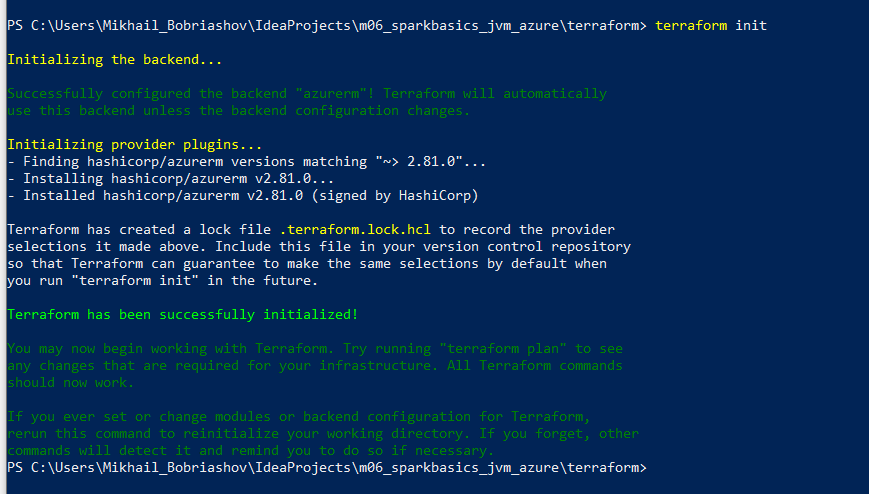 PS C:\Users\Mikhail_Bobriashov\IdeaProjects\m06_sparkbasics_jvm_azure\terraform> terraform init
Initializing the backend...
Successfully configured the backend "azurerm"! Terraform will automatically
use this backend unless the backend configuration changes.
Initializing provider plugins...
- Finding hashicorp/azurerm versions matching "~> 2.81.0"...
- Installing hashicorp/azurerm v2.81.0...
- Installed hashicorp/azurerm v2.81.0 (signed by HashiCorp)
Terraform has created a lock file .terraform.lock.hcl to record the provider
selections it made above. Include this file in your version control repository
so that Terraform can guarantee to make the same selections by default when
you run "terraform init" in the future.
Terraform has been successfully initialized!
You may now begin working with Terraform. Try running "terraform plan" to see
any changes that are required for your infrastructure. All Terraform commands
should now work.
If you ever set or change modules or backend configuration for Terraform,
rerun this command to reinitialize your working directory. If you forget, other
commands will detect it and remind you to do so if necessary.
PS C:\Users\Mikhail_Bobriashov\IdeaProjects\m06_sparkbasics_jvm_azure\terraform>